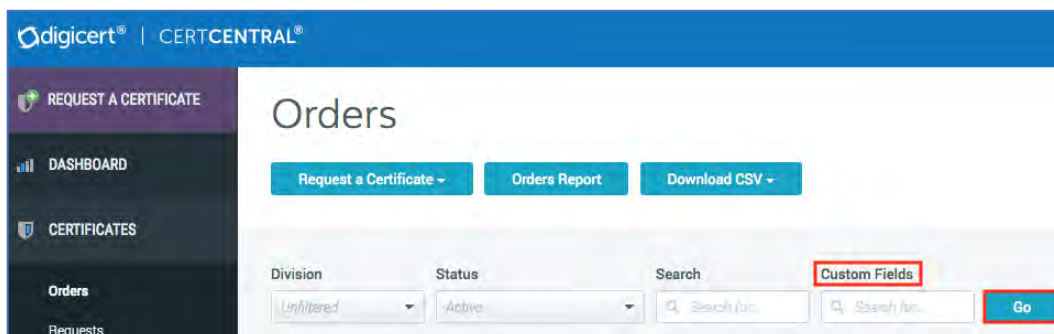 digicert® | CERTCENTRAL®
REQUEST A CERTIFICATE
DASHBOARD
CERTIFICATES
Orders
Requests
Orders
Request a Certificate
Orders Report
Download CSV
Division
Status
Search
Custom Fields
Unfiltered
Active
Search for...
Search for...
Go